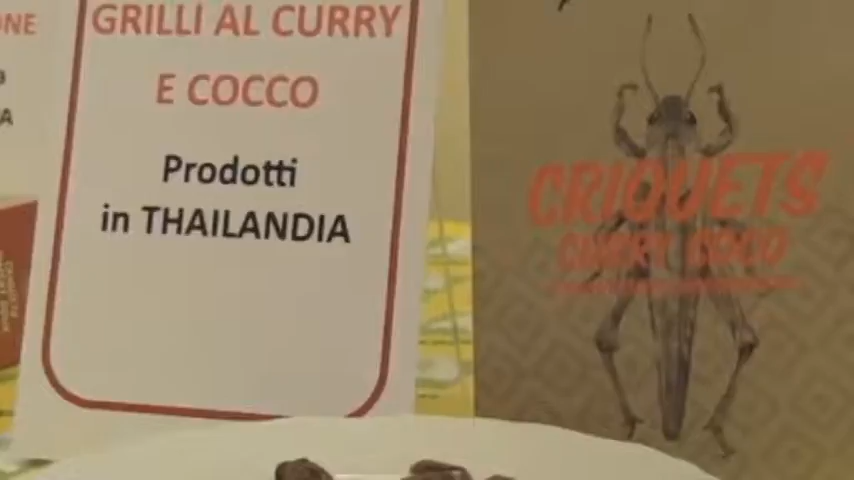 GRILLI AL CURRY
E COCCO
Prodotti
in THAILANDIA
CRIQUETS
CURRY COCO